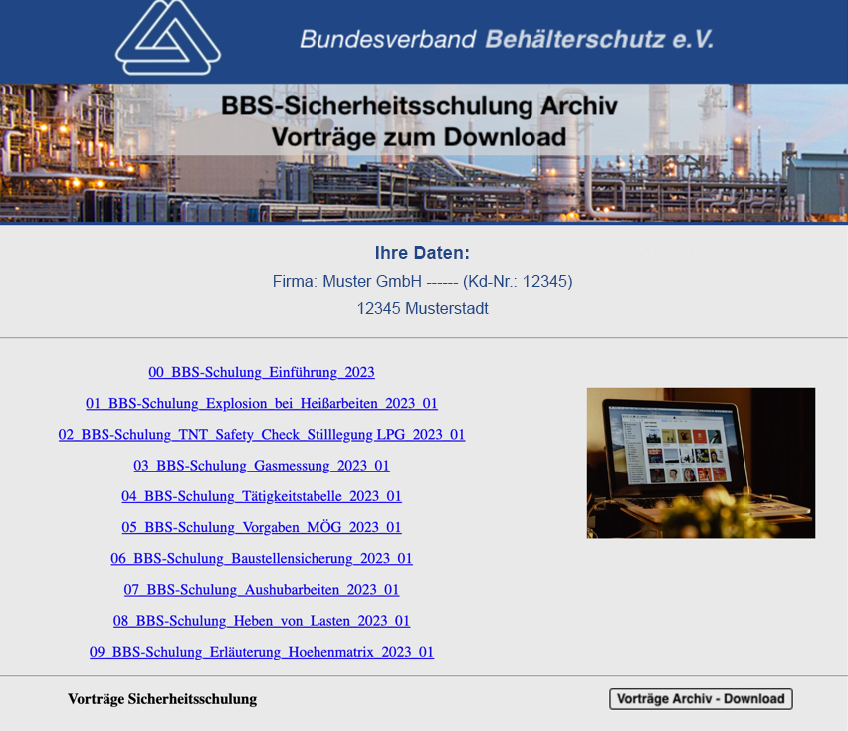 Bundesverband Behälterschutz e.V.
BBS-Sicherheitsschulung Archiv
Vorträge zum Download
Ihre Daten:
Firma: Muster GmbH ------ (Kd-Nr.: 12345)
12345 Musterstadt
00_BBS-Schulung_Einführung_2023
01_BBS-Schulung_Explosion_bei_Heißarbeiten_2023_01
02_BBS-Schulung_TNT_Safety_Check_Stilllegung LPG_2023_01
03_BBS-Schulung_Gasmessung_2023_01
04_BBS-Schulung_Tätigkeitstabelle_2023_01
05_BBS-Schulung_Vorgaben_MÖG_2023_01
06_BBS-Schulung_Baustellensicherung_2023_01
07_BBS-Schulung_Aushubarbeiten_2023_01
08_BBS-Schulung_Heben_von_Lasten_2023_01
09_BBS-Schulung_Erläuterung_Hoehenmatrix_2023_01
Vorträge Sicherheitsschulung
Vorträge Archiv - Download